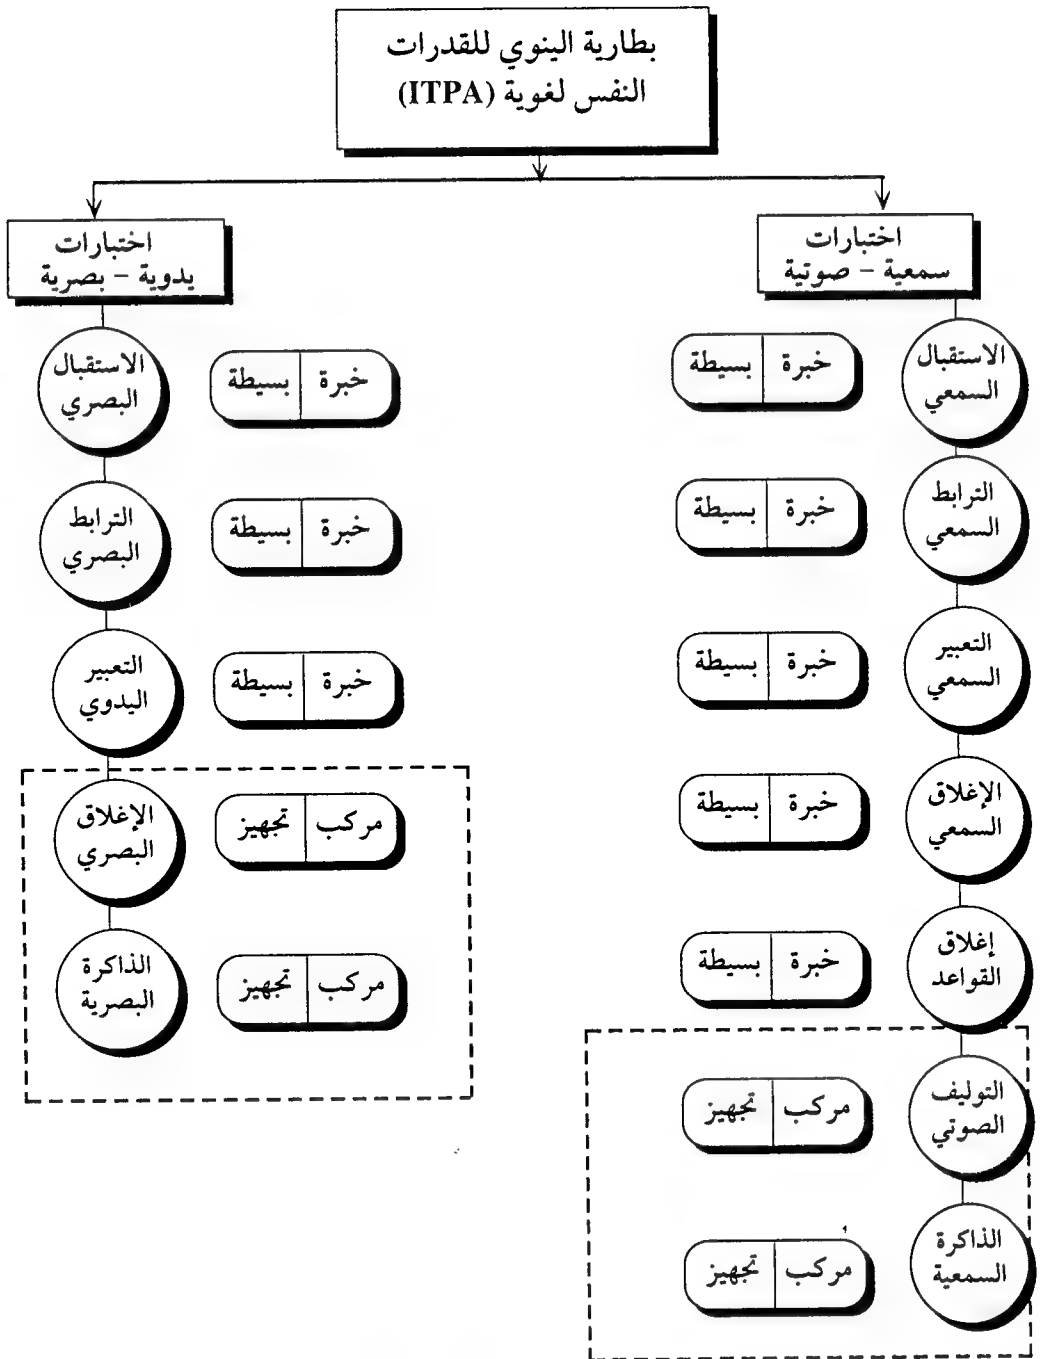 بطارية الينوي للقدرات
النفس لغوية (ITPA)
اختبارات
سمعية – صوتية
الاستقبال
السمعي
خبرة بسيطة
الترابط
السمعي
خبرة بسيطة
التعبير
السمعي
خبرة بسيطة
الإغلاق
السمعي
خبرة بسيطة
إغلاق
القواعد
خبرة بسيطة
التوليف
الصوتي
مركب تجهيز
الذاكرة
السمعية
مركب تجهيز
اختبارات
يدوية – بصرية
خبرة بسيطة
الاستقبال
البصري
خبرة بسيطة
الترابط
البصري
خبرة بسيطة
التعبير
اليدوي
مركب تجهيز
الإغلاق
البصري
مركب تجهيز
الذاكرة
البصرية